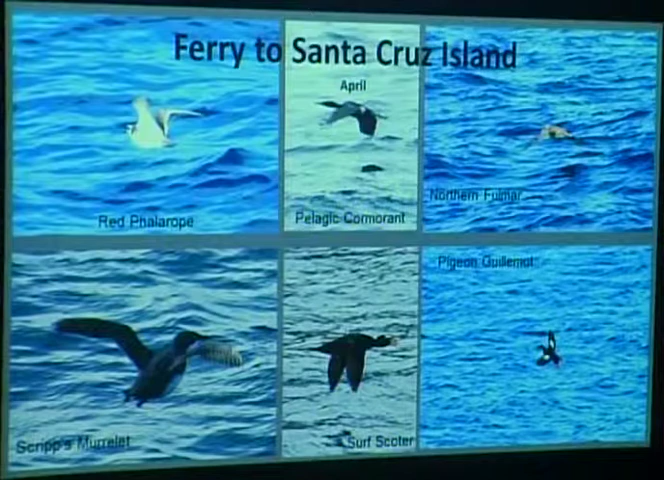 Ferry to Santa Cruz Island
April
Red Phalarope
Pelagic Cormorant
Northern Fulmar
Pigeon Guillemot
Scripp's Murrelet
Surf Scoter